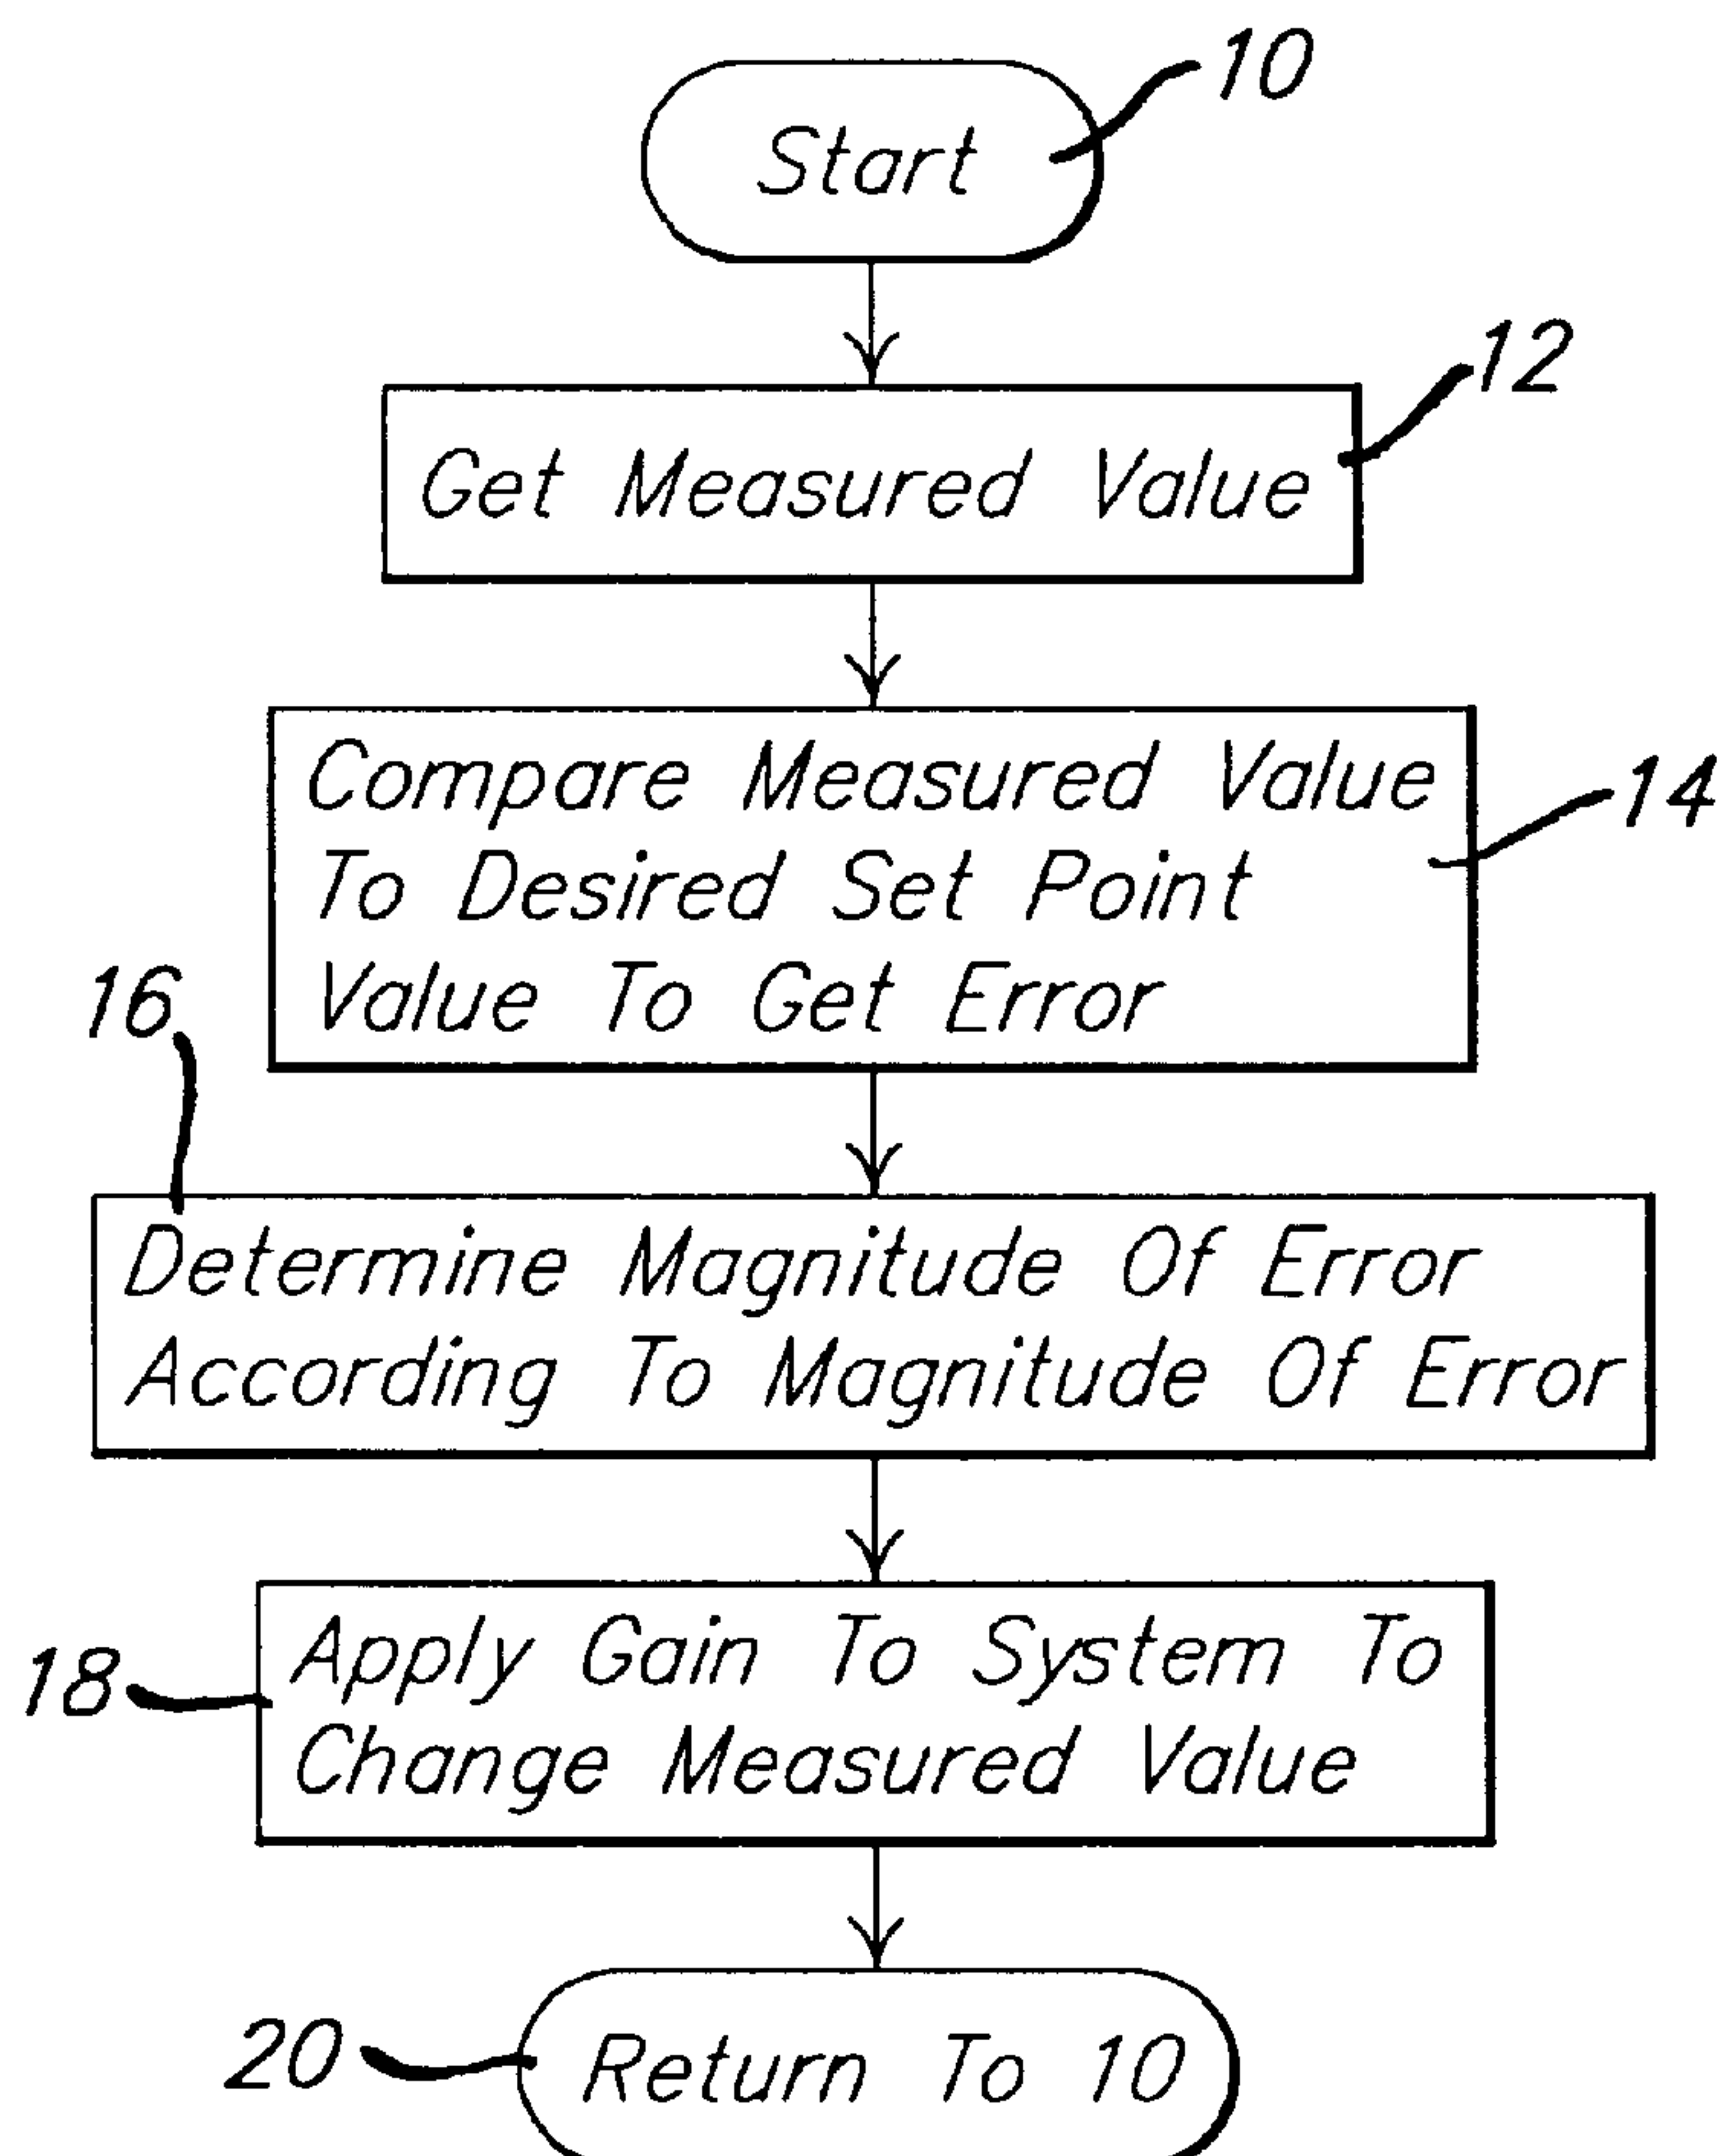 10
Start
12
Get Measured Value
14
Compare Measured Value
To Desired Set Point
Value To Get Error
16
Determine Magnitude Of Error
According To Magnitude Of Error
18
Apply Gain To System To
Change Measured Value
20
Return To 10